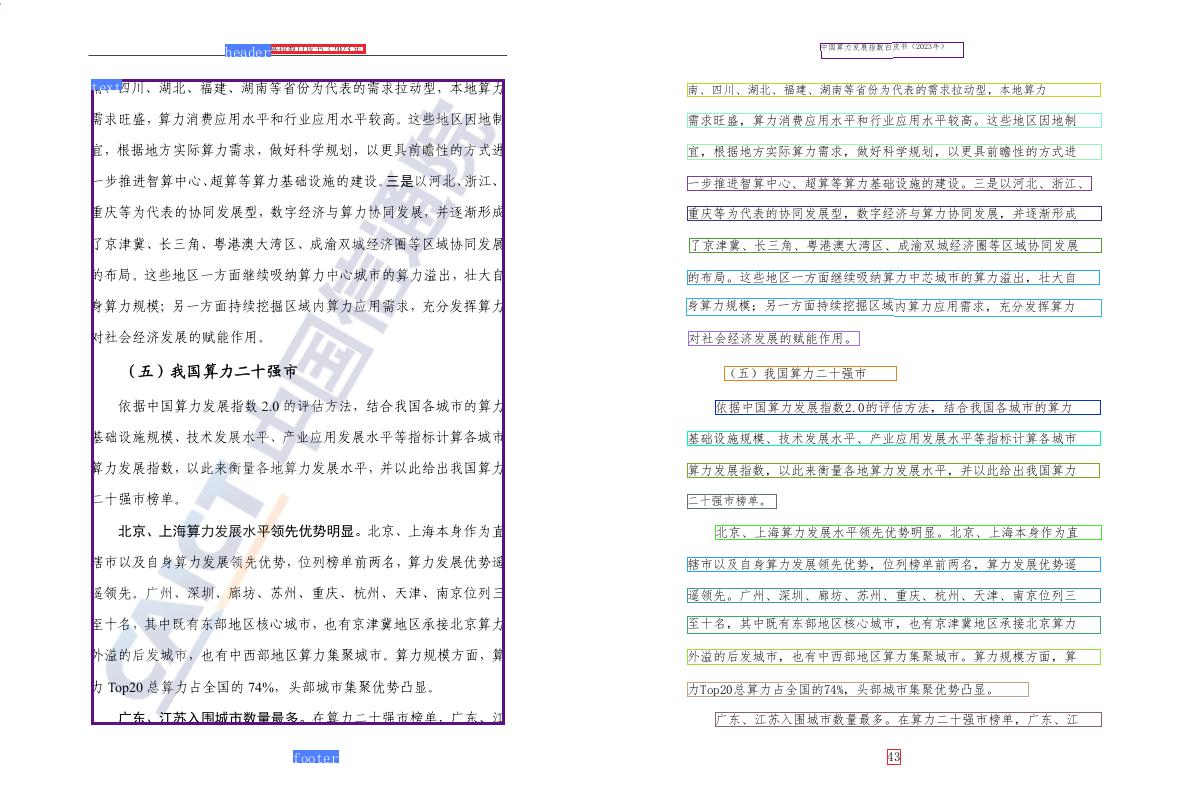 header
text
南、四川、湖北、福建、湖南等省份为代表的需求拉动型，本地算力
需求旺盛，算力消费应用水平和行业应用水平较高。这些地区因地制
宜，根据地方实际算力需求，做好科学规划，以更具前瞻性的方式进
一步推进智算中心、超算等算力基础设施的建设。三是以河北、浙江、
重庆等为代表的协同发展型，数字经济与算力协同发展，并逐渐形成
了京津冀、长三角、粤港澳大湾区、成渝双城经济圈等区域协同发展
的布局。这些地区一方面继续吸纳算力中心城市的算力溢出，壮大自
身算力规模；另一方面持续挖掘区域内算力应用需求，充分发挥算力
对社会经济发展的赋能作用。
（五）我国算力二十强市
依据中国算力发展指数 2.0 的评估方法，结合我国各城市的算力
基础设施规模、技术发展水平、产业应用发展水平等指标计算各城市
算力发展指数，以此来衡量各地算力发展水平，并以此给出我国算力
二十强市榜单。
北京、上海算力发展水平领先优势明显。北京、上海本身作为直
辖市以及自身算力发展领先优势，位列榜单前两名，算力发展优势遥
遥领先。广州、深圳、廊坊、苏州、重庆、杭州、天津、南京位列三
至十名，其中既有东部地区核心城市，也有京津冀地区承接北京算力
外溢的后发城市，也有中西部地区算力集聚城市。算力规模方面，算
力 Top20 总算力占全国的 74%，头部城市集聚优势凸显。
广东、江苏入围城市数量最多。在算力二十强市榜单，广东、江
CAICT 中国信通院
footer
中国算力发展指数白皮书（2023年）
南、四川、湖北、福建、湖南等省份为代表的需求拉动型，本地算力
需求旺盛，算力消费应用水平和行业应用水平较高。这些地区因地制
宜，根据地方实际算力需求，做好科学规划，以更具前瞻性的方式进
一步推进智算中心、超算等算力基础设施的建设。三是以河北、浙江、
重庆等为代表的协同发展型，数字经济与算力协同发展，并逐渐形成
了京津冀、长三角、粤港澳大湾区、成渝双城经济圈等区域协同发展
的布局。这些地区一方面继续吸纳算力中芯城市的算力溢出，壮大自
身算力规模；另一方面持续挖掘区域内算力应用需求，充分发挥算力
对社会经济发展的赋能作用。
（五）我国算力二十强市
依据中国算力发展指数2.0的评估方法，结合我国各城市的算力
基础设施规模、技术发展水平、产业应用发展水平等指标计算各城市
算力发展指数，以此来衡量各地算力发展水平，并以此给出我国算力
二十强市榜单。
北京、上海算力发展水平领先优势明显。北京、上海本身作为直
辖市以及自身算力发展领先优势，位列榜单前两名，算力发展优势遥
遥领先。广州、深圳、廊坊、苏州、重庆、杭州、天津、南京位列三
至十名，其中既有东部地区核心城市，也有京津冀地区承接北京算力
外溢的后发城市，也有中西部地区算力集聚城市。算力规模方面，算
力Top20总算力占全国的74%，头部城市集聚优势凸显。
广东、江苏入围城市数量最多。在算力二十强市榜单，广东、江
43